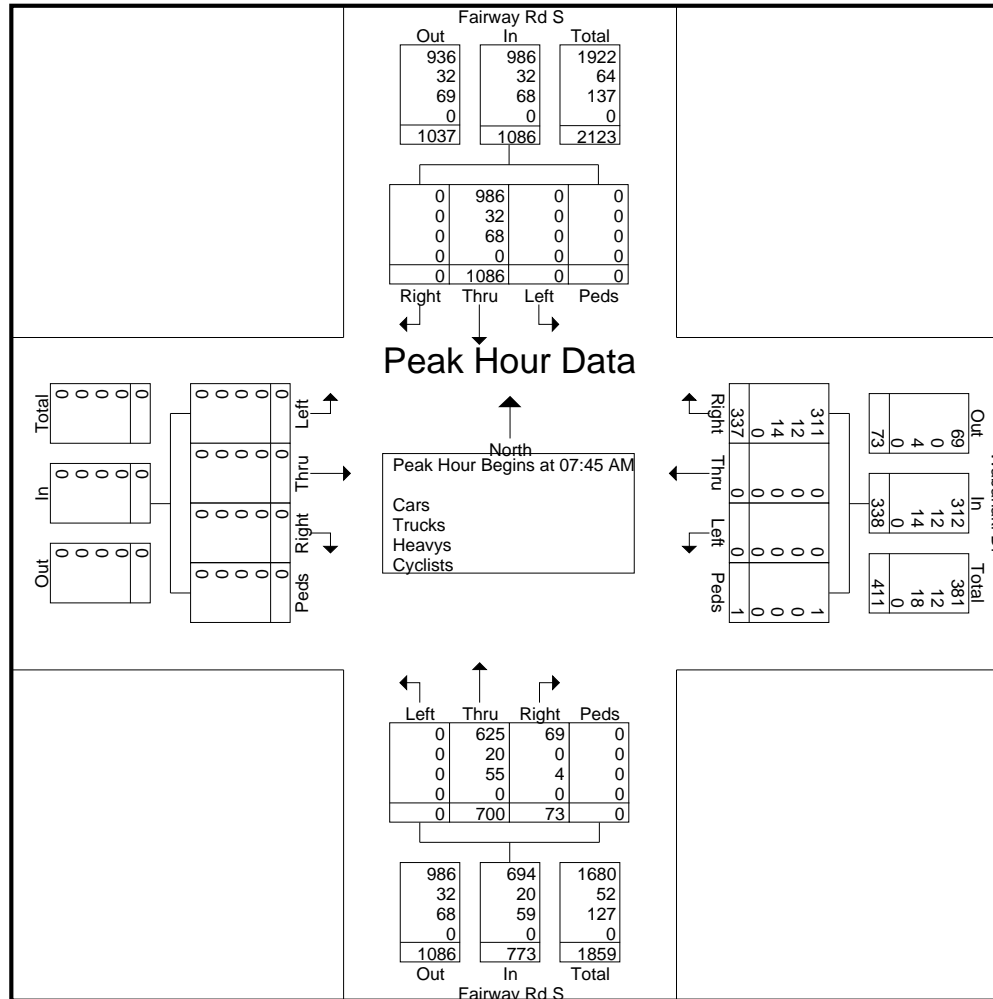 Fairway Rd S
Out In Total
936 986 1922
32 32 64
69 68 137
0 0 0
1037 1086 2123
0 986 0 0
0 32 0 0
0 68 0 0
0 0 0 0
0 1086 0 0
Right Thru Left Peds
Peak Hour Data
North
Peak Hour Begins at 07:45 AM
Cars
Trucks
Heavys
Cyclists
Total
0 0 0 0 0
In
0 0 0 0 0
Out
0 0 0 0 0
Left
0 0 0 0 0
Thru
0 0 0 0 0
Right
0 0 0 0 0
Peds
0 0 0 0 0
Right
311 12 14 0 337
Thru
0 0 0 0 0
Left
0 0 0 0 0
Peds
1 0 0 0 1
Out
69 0 4 0 73
In
312 12 14 0 338
Total
381 12 18 0 411
Left Thru Right Peds
0 625 69 0
0 20 0 0
0 55 4 0
0 0 0 0
0 700 73 0
986 694 1680
32 20 52
68 59 127
0 0 0
1086 773 1859
Out In Total
Fairway Rd S